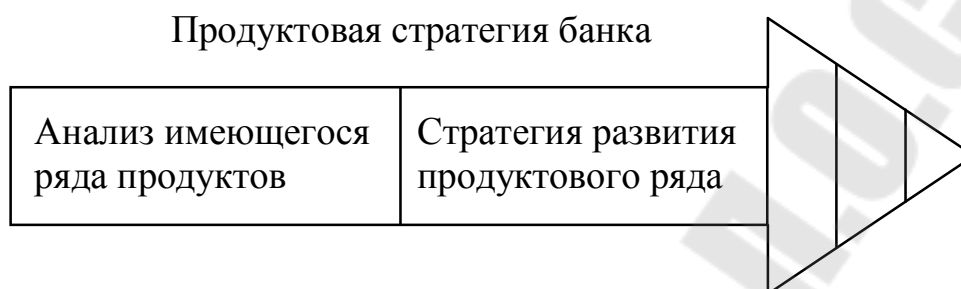 Продуктовая стратегия банка
Анализ имеющегося
ряда продуктов
Стратегия развития
продуктового ряда